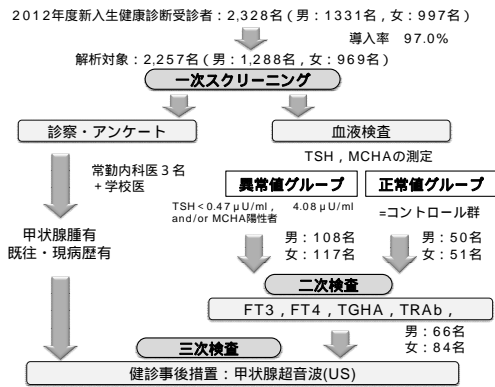 2012年度新入生健康診断受診者：2,328名(男：1331名，女：997名)
導入率 97.0%
解析対象：2,257名(男：1,288名，女：969名)
一次スクリーニング
診察・アンケート
血液検査
TSH，MCHAの測定
常勤内科医3名
+学校医
異常値グループ
正常値グループ
TSH＜0.47μU/ml， 4.08μU/ml
and/or MCHA陽性者
=コントロール群
甲状腺腫有
既往・現病歴有
男：108名
女：117名
男：50名
女：51名
二次検査
FT3，FT4，TGHA，TRAb，
男：66名
女：84名
三次検査
健診事後措置：甲状腺超音波(US)